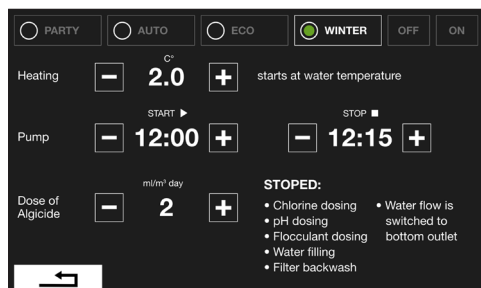 PARTY AUTO ECO WINTER OFF ON
C°
Heating − 2.0 + starts at water temperature
START ▶ STOP ■
Pump − 12:00 + − 12:15 +
ml/m³ day
Dose of
Algicide
− 2 +
STOPED:
• Chlorine dosing
• pH dosing
• Flocculant dosing
• Water filling
• Filter backwash
• Water flow is
switched to
bottom outlet